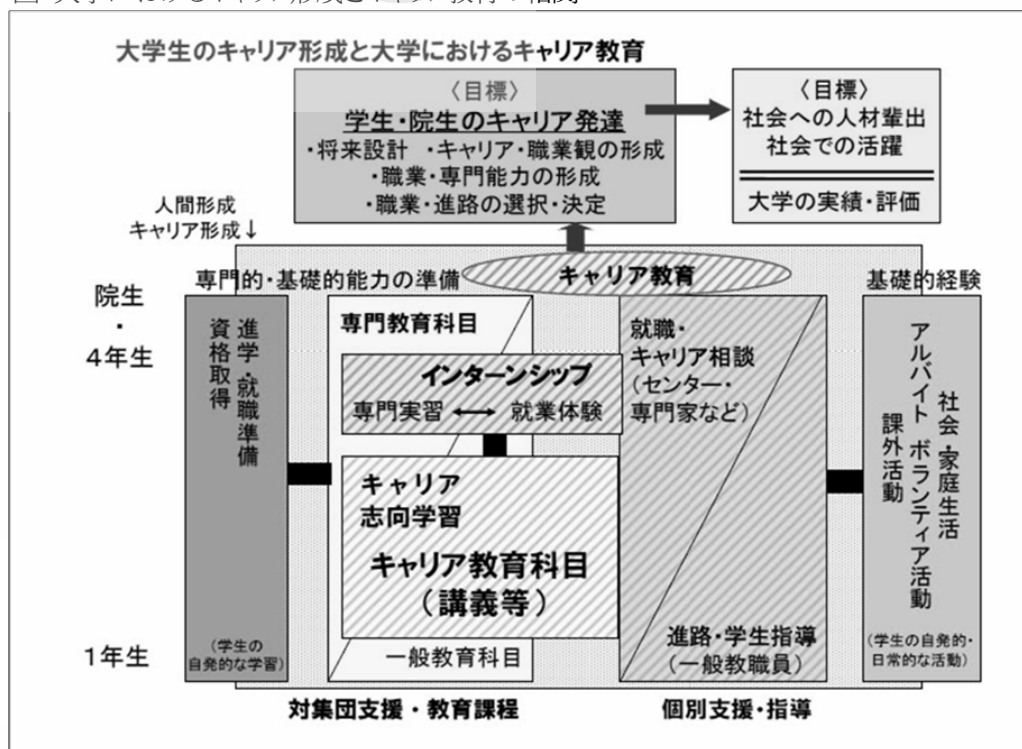 大学生のキャリア形成と大学におけるキャリア教育
〈目標〉
学生・院生のキャリア発達
・将来設計 ・キャリア・職業観の形成
・職業・専門能力の形成
・職業・進路の選択・決定
〈目標〉
社会への人材輩出
社会での活躍
大学の実績・評価
人間形成
キャリア形成↓
専門的・基礎的能力の準備
キャリア教育
基礎的経験
院生
・
4年生
1年生
進学・就職準備
資格取得
(学生の
自発的な学習)
専門教育科目
インターンシップ
専門実習 ↔ 就業体験
キャリア
志向学習
キャリア教育科目
(講義等)
一般教育科目
就職・
キャリア相談
(センター・
専門家など)
進路・学生指導
(一般教職員)
社会・家庭生活
アルバイト ボランティア活動
課外活動
(学生の自発的・
日常的な活動)
対集団支援・教育課程
個別支援・指導